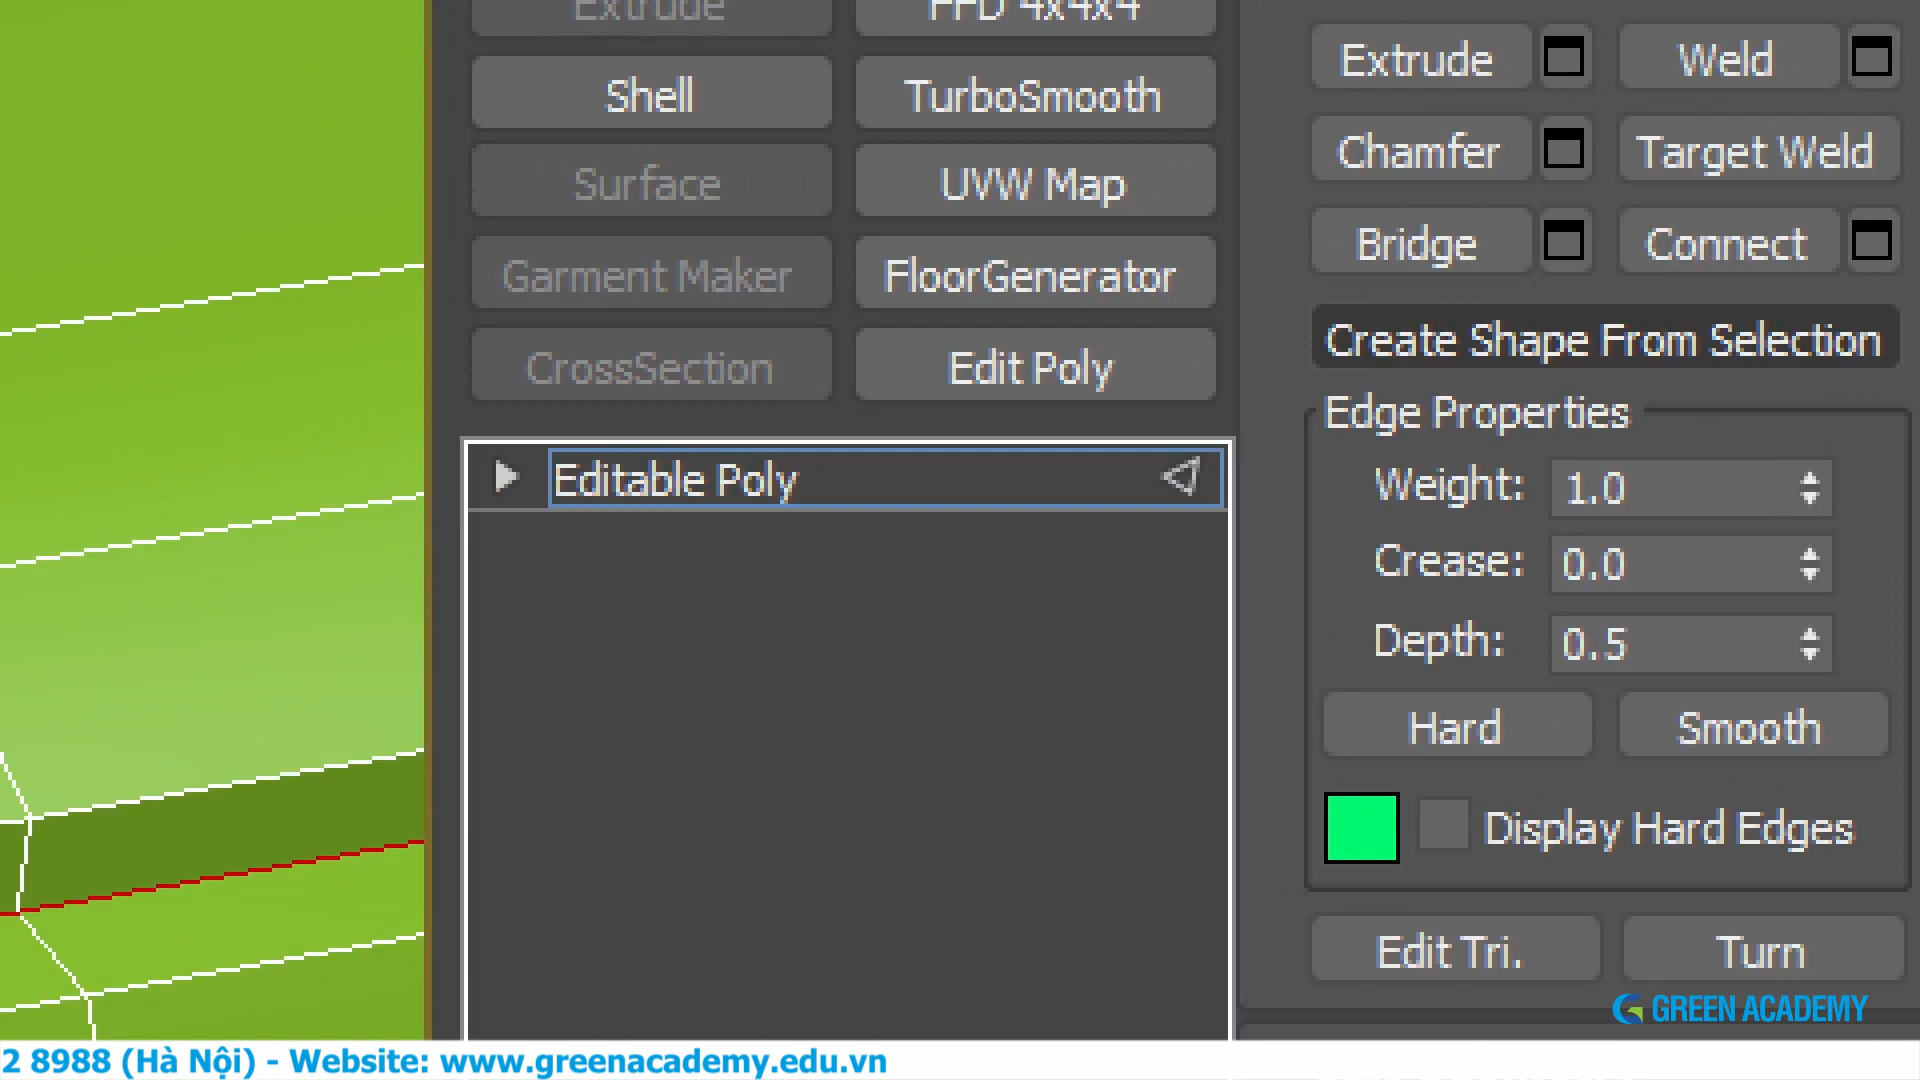 Extrude
FFD 4x4x4
Shell
TurboSmooth
Surface
UVW Map
Garment Maker
FloorGenerator
CrossSection
Edit Poly
Editable Poly
Extrude
Weld
Chamfer
Target Weld
Bridge
Connect
Create Shape From Selection
Edge Properties
Weight: 1.0
Crease: 0.0
Depth: 0.5
Hard
Smooth
Display Hard Edges
Edit Tri.
Turn
GREEN ACADEMY
2 8988 (Hà Nội) - Website: www.greenacademy.edu.vn